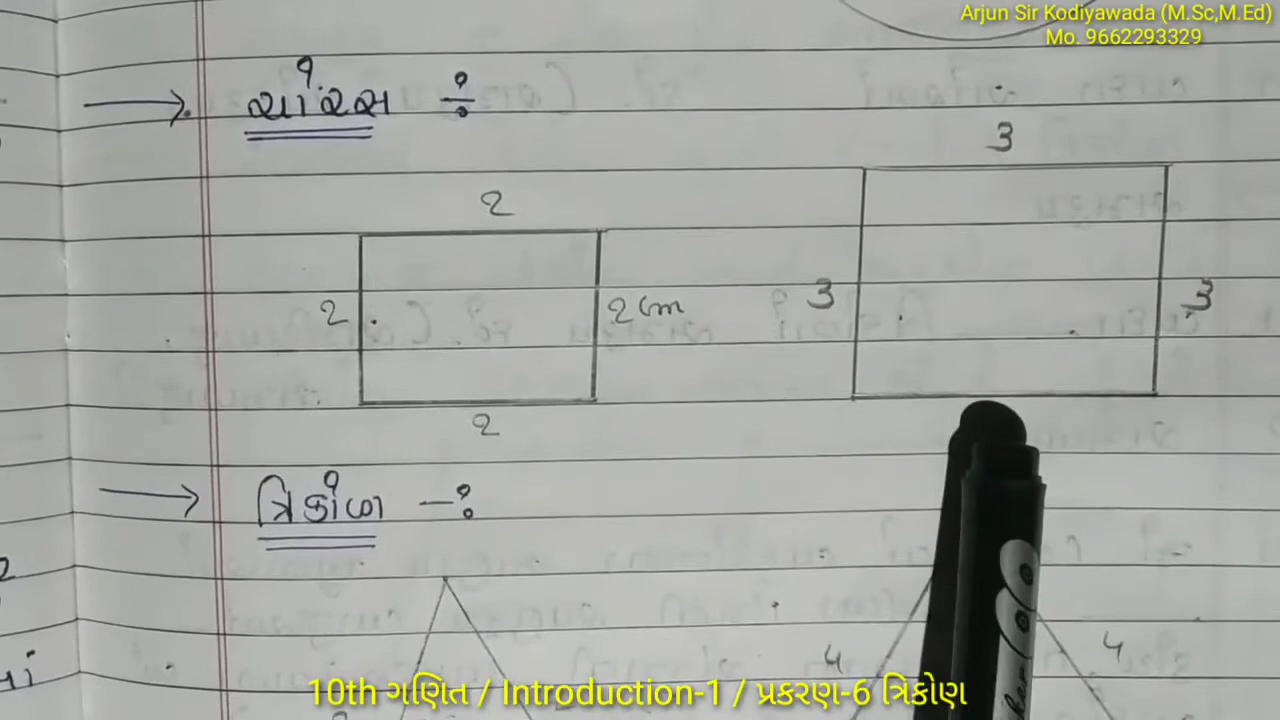 Arjun Sir Kodiyawada (M.Sc,M.Ed)
Mo. 9662293329
→ ચોરસ ÷
3
2
2 2cm 3 3
2
→ ત્રિકોણ -:
4 4
10th ગણિત / Introduction-1 / પ્રકરણ-6 ત્રિકોણ